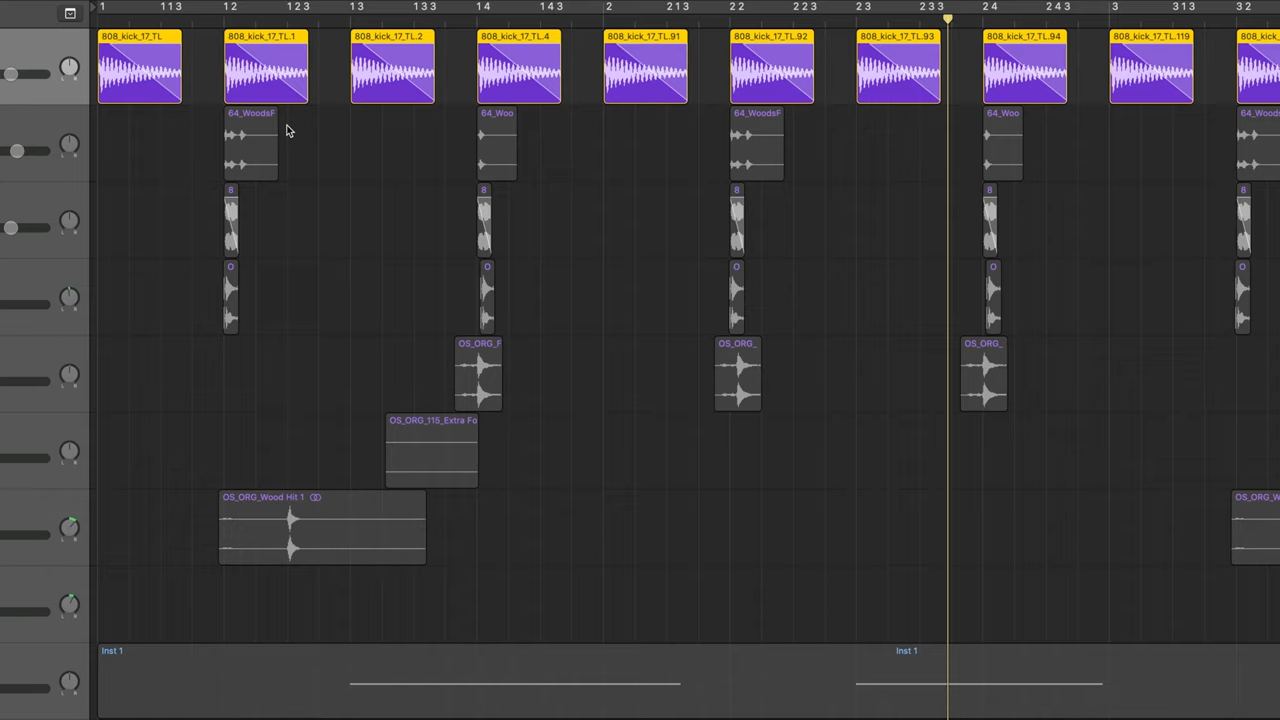 1 1 1 3 1 2 1 2 3 1 3 1 3 3 1 4 1 4 3 2 2 1 3 2 2 2 2 3 2 3 2 3 3 2 4 2 4 3 3 3 1 3 3 2
808_kick_17_TL 808_kick_17_TL.1 808_kick_17_TL.2 808_kick_17_TL.4 808_kick_17_TL.91 808_kick_17_TL.92 808_kick_17_TL.93 808_kick_17_TL.94 808_kick_17_TL.119 808_kick_
L R
64_WoodsF 64_Woo 64_WoodsF 64_Woo 64_Woods
L R
8 8 8 8 8
L R
O O O O O
L R
OS_ORG_F OS_ORG_ OS_ORG_
L R
OS_ORG_115_Extra Fo
L R
OS_ORG_Wood Hit 1 OS_ORG_W
L R
L R
Inst 1 Inst 1
L R